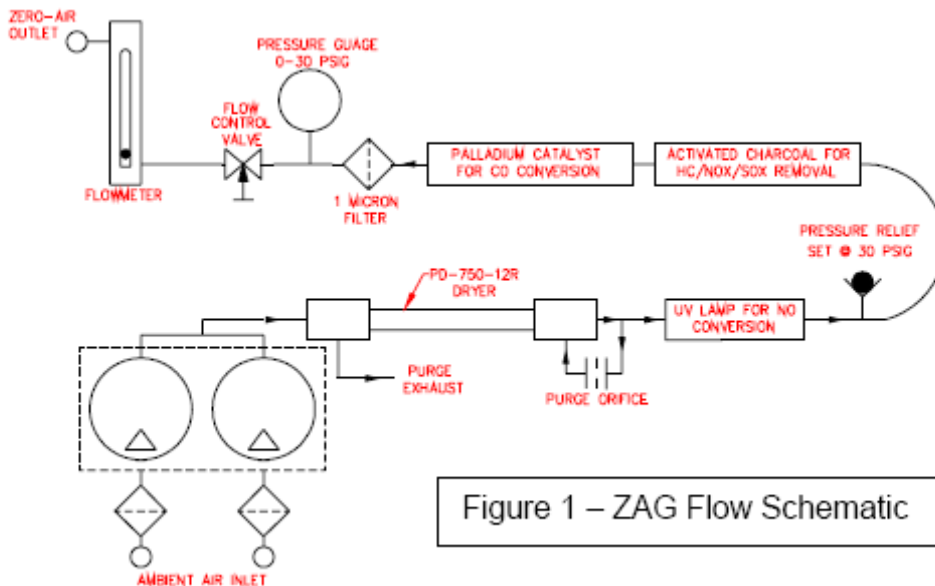 ZERO-AIR
OUTLET
PRESSURE GUAGE
0-30 PSIG
FLOW
CONTROL
VALVE
FLOWMETER
1 MICRON
FILTER
PALLADIUM CATALYST
FOR CO CONVERSION
ACTIVATED CHARCOAL FOR
HC/NOX/SOX REMOVAL
PRESSURE RELIEF
SET @ 30 PSIG
PD-750-12R
DRYER
UV LAMP FOR NO
CONVERSION
PURGE
EXHAUST
PURGE ORIFICE
AMBIENT AIR INLET
Figure 1 – ZAG Flow Schematic